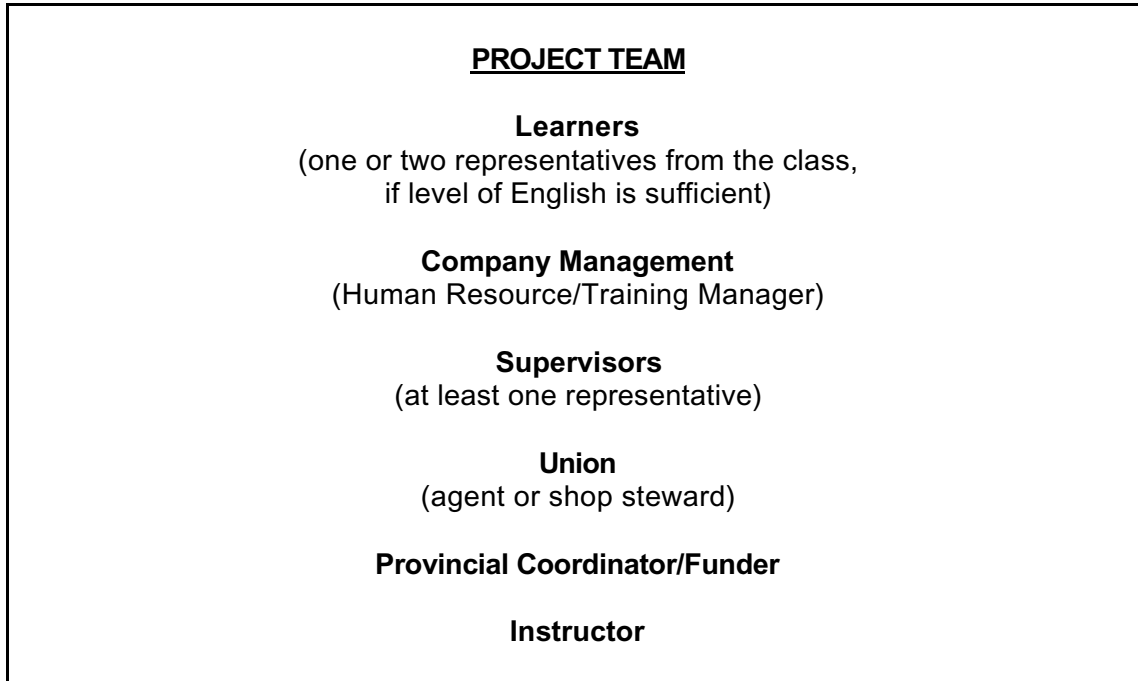 PROJECT TEAM
Learners
(one or two representatives from the class,
if level of English is sufficient)
Company Management
(Human Resource/Training Manager)
Supervisors
(at least one representative)
Union
(agent or shop steward)
Provincial Coordinator/Funder
Instructor